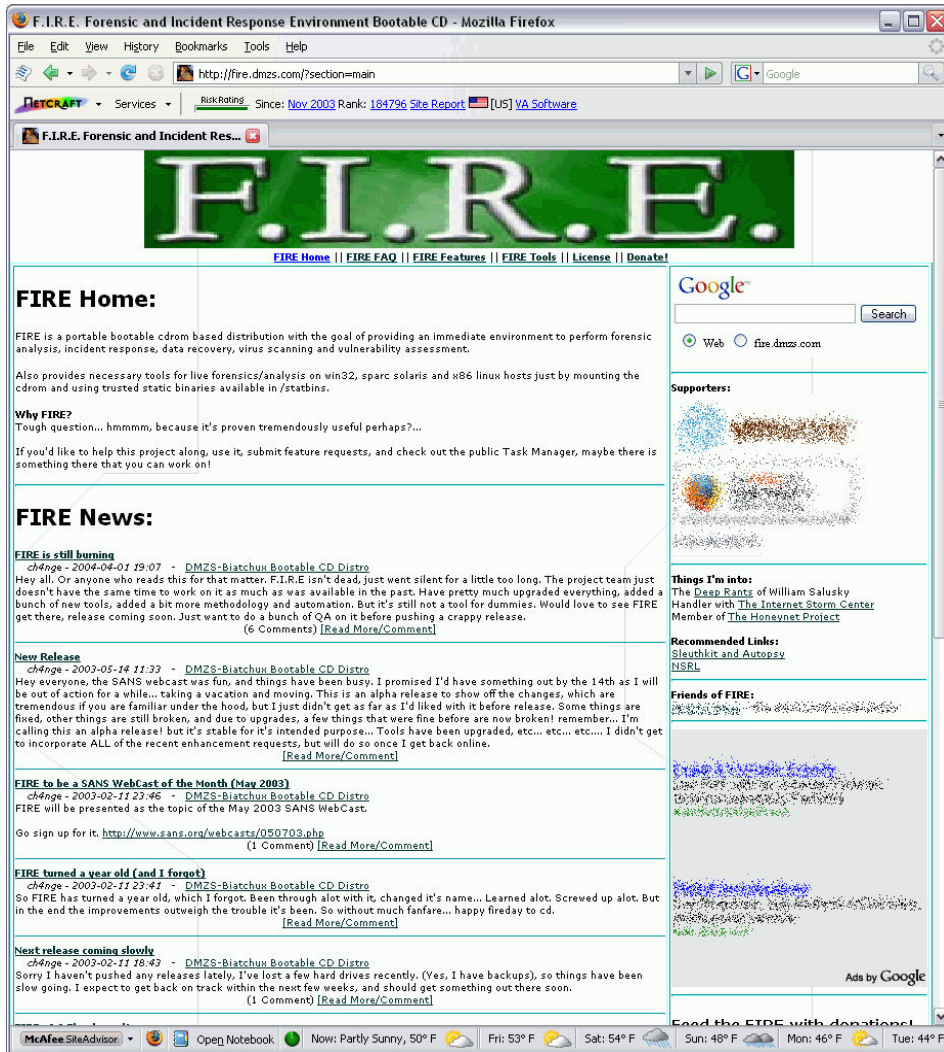 F.I.R.E. Forensic and Incident Response Environment Bootable CD - Mozilla Firefox
File Edit View History Bookmarks Tools Help
http://fire.dmzs.com/?section=main
G Google
NETCRAFT Services Risk Rating Since: Nov 2003 Rank: 184796 Site Report [US] VA Software
F.I.R.E. Forensic and Incident Res...
F.I.R.E.
FIRE Home || FIRE FAQ || FIRE Features || FIRE Tools || License || Donate!
FIRE Home:
FIRE is a portable bootable cdrom based distribution with the goal of providing an immediate environment to perform forensic
analysis, incident response, data recovery, virus scanning and vulnerability assessment.
Also provides necessary tools for live forensics/analysis on win32, sparc solaris and x86 linux hosts just by mounting the
cdrom and using trusted static binaries available in /statbins.
Why FIRE?
Tough question... hmmmm, because it's proven tremendously useful perhaps?...
If you'd like to help this project along, use it, submit feature requests, and check out the public Task Manager, maybe there is
something there that you can work on!
FIRE News:
FIRE is still burning
ch4nge - 2004-04-01 19:07 - DMZS-Biatchux Bootable CD Distro
Hey all. Or anyone who reads this for that matter. F.I.R.E isn't dead, just went silent for a little too long. The project team just
doesn't have the same time to work on it as much as was available in the past. Have pretty much upgraded everything, added a
bunch of new tools, added a bit more methodology and automation. But it's still not a tool for dummies. Would love to see FIRE
get there, release coming soon. Just want to do a bunch of QA on it before pushing a crappy release.
(6 Comments) [Read More/Comment]
New Release
ch4nge - 2003-05-14 11:33 - DMZS-Biatchux Bootable CD Distro
Hey everyone, the SANS webcast was fun, and things have been busy. I promised I'd have something out by the 14th as I will
be out of action for a while... taking a vacation and moving. This is an alpha release to show off the changes, which are
tremendous if you are familiar under the hood, but I just didn't get as far as I'd liked with it before release. Some things are
fixed, other things are still broken, and due to upgrades, a few things that were fine before are now broken! remember... I'm
calling this an alpha release! but it's stable for it's intended purpose... Tools have been upgraded, etc... etc... etc.... I didn't get
to incorporate ALL of the recent enhancement requests, but will do so once I get back online.
[Read More/Comment]
FIRE to be a SANS WebCast of the Month (May 2003)
ch4nge - 2003-02-11 23:46 - DMZS-Biatchux Bootable CD Distro
FIRE will be presented as the topic of the May 2003 SANS WebCast.
Go sign up for it. http://www.sans.org/webcasts/050703.php
(1 Comment) [Read More/Comment]
FIRE turned a year old (and I forgot)
ch4nge - 2003-02-11 23:41 - DMZS-Biatchux Bootable CD Distro
So FIRE has turned a year old, which I forgot. Been through alot with it, changed it's name... Learned alot. Screwed up alot. But
in the end the improvements outweigh the trouble it's been. So without much fanfare... happy fireday to cd.
[Read More/Comment]
Next release coming slowly
ch4nge - 2003-02-11 18:43 - DMZS-Biatchux Bootable CD Distro
Sorry I haven't pushed any releases lately, I've lost a few hard drives recently. (Yes, I have backups), so things have been
slow going. I expect to get back on track within the next few weeks, and should get something out there soon.
(1 Comment) [Read More/Comment]
Google
Search
Web fire.dmzs.com
Supporters:
Things I'm into:
The Deep Rants of William Salusky
Handler with The Internet Storm Center
Member of The Honeynet Project
Recommended Links:
Sleuthkit and Autopsy
NSRL
Friends of FIRE:
Ads by Google
Feed the FIRE with donations!
McAfee SiteAdvisor Open Notebook Now: Partly Sunny, 50° F Fri: 53° F Sat: 54° F Sun: 48° F Mon: 46° F Tue: 44° F